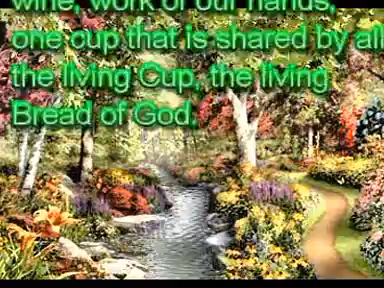 wine, work of our hands,
one cup that is shared by all
the living Cup, the living
Bread of God.